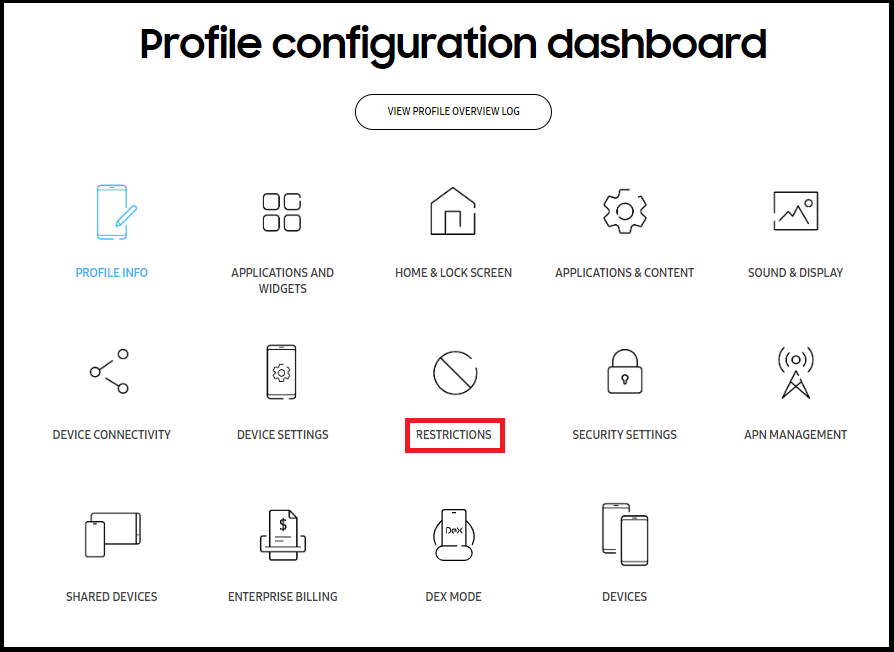 Profile configuration dashboard
VIEW PROFILE OVERVIEW LOG
PROFILE INFO
APPLICATIONS AND
WIDGETS
HOME & LOCK SCREEN
APPLICATIONS & CONTENT
SOUND & DISPLAY
DEVICE CONNECTIVITY
DEVICE SETTINGS
RESTRICTIONS
SECURITY SETTINGS
APN MANAGEMENT
$
DeX
SHARED DEVICES
ENTERPRISE BILLING
DEX MODE
DEVICES